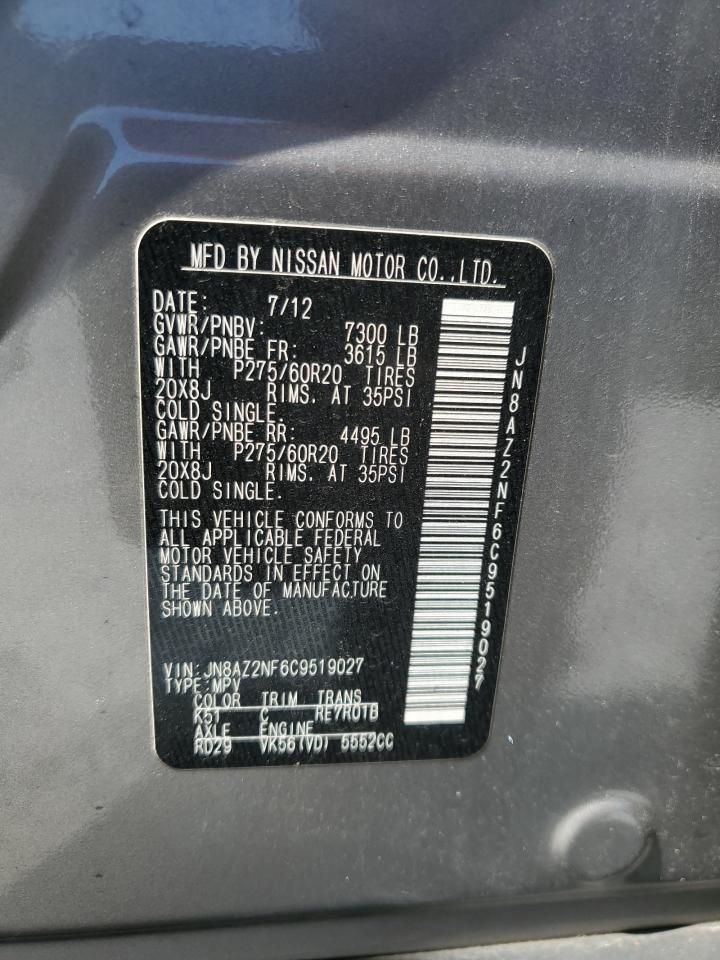 MFD BY NISSAN MOTOR CO.,LTD.
DATE: 7/12
GVWR/PNBV: 7300 LB
GAWR/PNBE FR: 3615 LB
WITH P275/60R20 TIRES
20X8J RIMS. AT 35PSI
COLD SINGLE.
GAWR/PNBE RR: 4495 LB
WITH P275/60R20 TIRES
20X8J RIMS. AT 35PSI
COLD SINGLE.
THIS VEHICLE CONFORMS TO
ALL APPLICABLE FEDERAL
MOTOR VEHICLE SAFETY
STANDARDS IN EFFECT ON
THE DATE OF MANUFACTURE
SHOWN ABOVE.
VIN:JN8AZ2NF6C9519027
TYPE:MPV
COLOR TRIM TRANS
K51 C RE7R01B
AXLE ENGINE
RD29 VK56(VD) 5552CC
JN8AZ2NF6C9519027